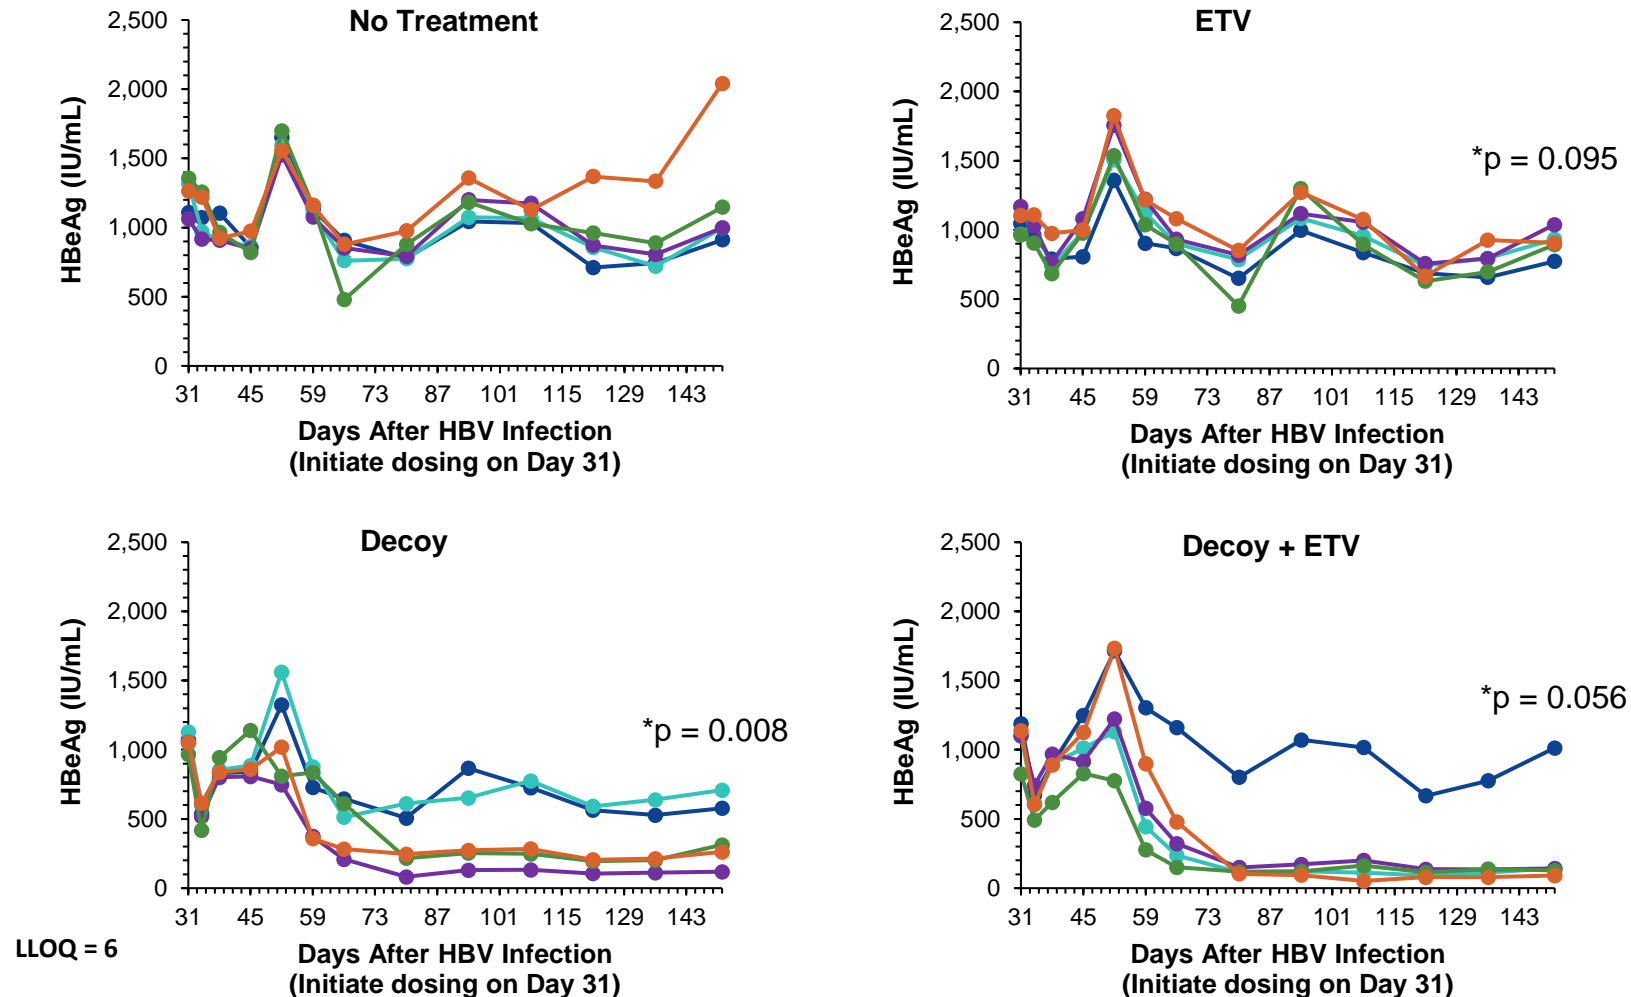 No Treatment
HBeAg (IU/mL)
2,500
2,000
1,500
1,000
500
0
31 45 59 73 87 101 115 129 143
Days After HBV Infection
(Initiate dosing on Day 31)
ETV
HBeAg (IU/mL)
2,500
2,000
1,500
1,000
500
0
*p = 0.095
31 45 59 73 87 101 115 129 143
Days After HBV Infection
(Initiate dosing on Day 31)
Decoy
HBeAg (IU/mL)
2,500
2,000
1,500
1,000
500
0
*p = 0.008
31 45 59 73 87 101 115 129 143
Days After HBV Infection
(Initiate dosing on Day 31)
Decoy + ETV
HBeAg (IU/mL)
2,500
2,000
1,500
1,000
500
0
*p = 0.056
31 45 59 73 87 101 115 129 143
Days After HBV Infection
(Initiate dosing on Day 31)
LLOQ = 6